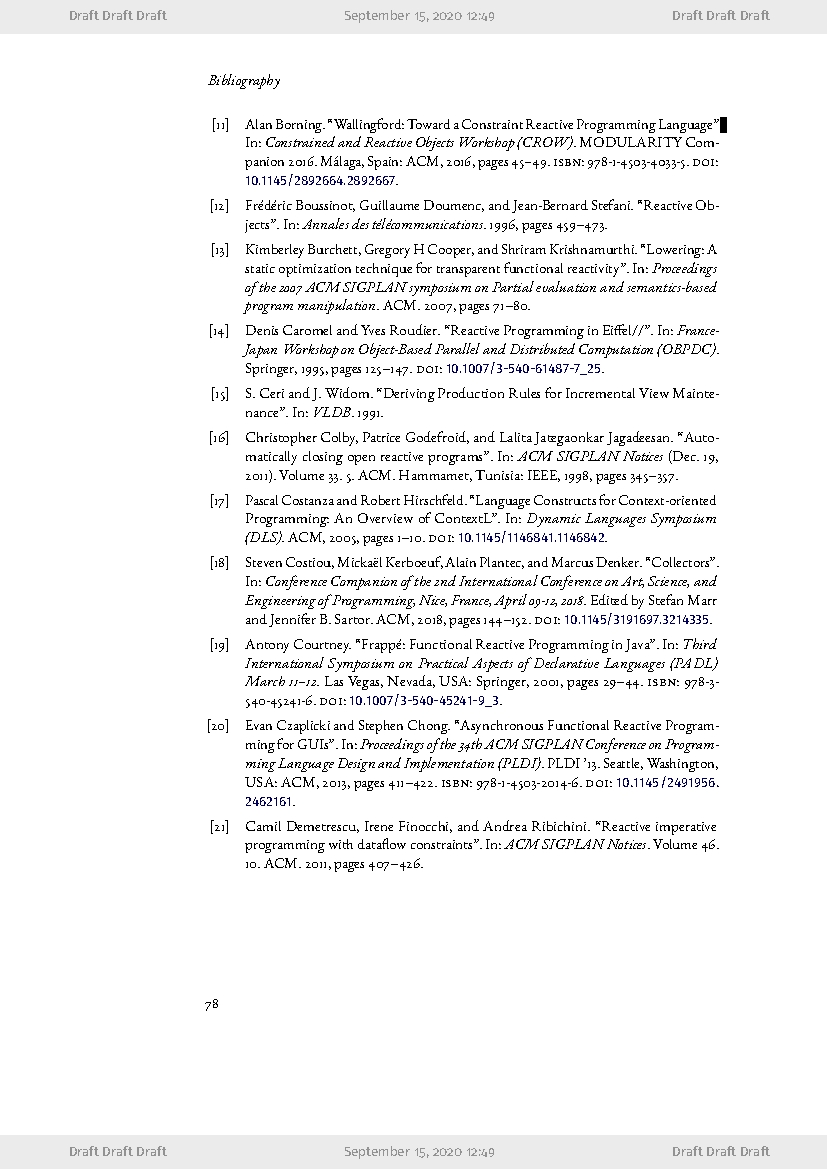 Draft Draft Draft September 15, 2020 12:49 Draft Draft Draft
Bibliography
[11] Alan Borning. “Wallingford: Toward a Constraint Reactive Programming Language”
In: Constrained and Reactive Objects Workshop (CROW). MODULARITY Com-
panion 2016. Málaga, Spain: ACM, 2016, pages 45–49. ISBN: 978-1-4503-4033-5. DOI:
10.1145/2892664.2892667.
[12] Frédéric Boussinot, Guillaume Doumenc, and Jean-Bernard Stefani. “Reactive Ob-
jects”. In: Annales des télécommunications. 1996, pages 459–473.
[13] Kimberley Burchett, Gregory H Cooper, and Shriram Krishnamurthi. “Lowering: A
static optimization technique for transparent functional reactivity”. In: Proceedings
of the 2007 ACM SIGPLAN symposium on Partial evaluation and semantics-based
program manipulation. ACM. 2007, pages 71–80.
[14] Denis Caromel and Yves Roudier. “Reactive Programming in Eiffel//”. In: France-
Japan Workshop on Object-Based Parallel and Distributed Computation (OBPDC).
Springer, 1995, pages 125–147. DOI: 10.1007/3-540-61487-7_25.
[15] S. Ceri and J. Widom. “Deriving Production Rules for Incremental View Mainte-
nance”. In: VLDB. 1991.
[16] Christopher Colby, Patrice Godefroid, and Lalita Jategaonkar Jagadeesan. “Auto-
matically closing open reactive programs”. In: ACM SIGPLAN Notices (Dec. 19,
2011). Volume 33. 5. ACM. Hammamet, Tunisia: IEEE, 1998, pages 345–357.
[17] Pascal Costanza and Robert Hirschfeld. “Language Constructs for Context-oriented
Programming: An Overview of ContextL”. In: Dynamic Languages Symposium
(DLS). ACM, 2005, pages 1–10. DOI: 10.1145/1146841.1146842.
[18] Steven Costiou, Mickaël Kerboeuf, Alain Plantec, and Marcus Denker. “Collectors”.
In: Conference Companion of the 2nd International Conference on Art, Science, and
Engineering of Programming, Nice, France, April 09-12, 2018. Edited by Stefan Marr
and Jennifer B. Sartor. ACM, 2018, pages 144–152. DOI: 10.1145/3191697.3214335.
[19] Antony Courtney. “Frappé: Functional Reactive Programming in Java”. In: Third
International Symposium on Practical Aspects of Declarative Languages (PADL)
March 11–12. Las Vegas, Nevada, USA: Springer, 2001, pages 29–44. ISBN: 978-3-
540-45241-6. DOI: 10.1007/3-540-45241-9_3.
[20] Evan Czaplicki and Stephen Chong. “Asynchronous Functional Reactive Program-
ming for GUIs”. In: Proceedings of the 34th ACM SIGPLAN Conference on Program-
ming Language Design and Implementation (PLDI). PLDI ’13. Seattle, Washington,
USA: ACM, 2013, pages 411–422. ISBN: 978-1-4503-2014-6. DOI: 10.1145/2491956.
2462161.
[21] Camil Demetrescu, Irene Finocchi, and Andrea Ribichini. “Reactive imperative
programming with dataflow constraints”. In: ACM SIGPLAN Notices. Volume 46.
10. ACM. 2011, pages 407–426.
78
Draft Draft Draft September 15, 2020 12:49 Draft Draft Draft